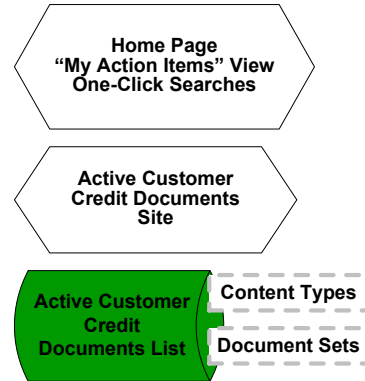 Home Page
“My Action Items” View
One-Click Searches
Active Customer
Credit Documents
Site
Active Customer
Credit
Documents List
Content Types
Document Sets